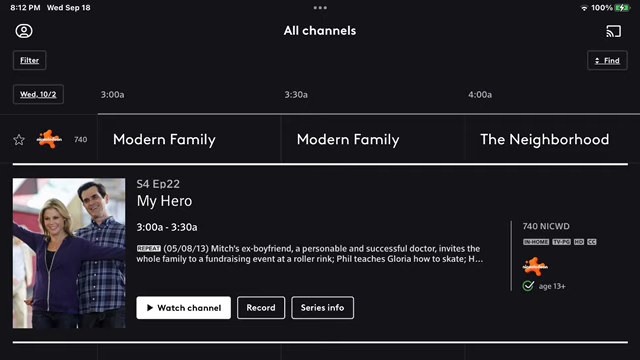 8:12 PM Wed Sep 18
100%
All channels
Filter
Find
Wed, 10/2
3:00a
3:30a
4:00a
nickelodeon
740
Modern Family
Modern Family
The Neighborhood
S4 Ep22
My Hero
3:00a - 3:30a
REPEAT (05/08/13) Mitch's ex-boyfriend, a personable and successful doctor, invites the
whole family to a fundraising event at a roller rink; Phil teaches Gloria how to skate; H...
Watch channel
Record
Series info
740 NICWD
IN-HOME TV-PG HD CC
nickelodeon
age 13+